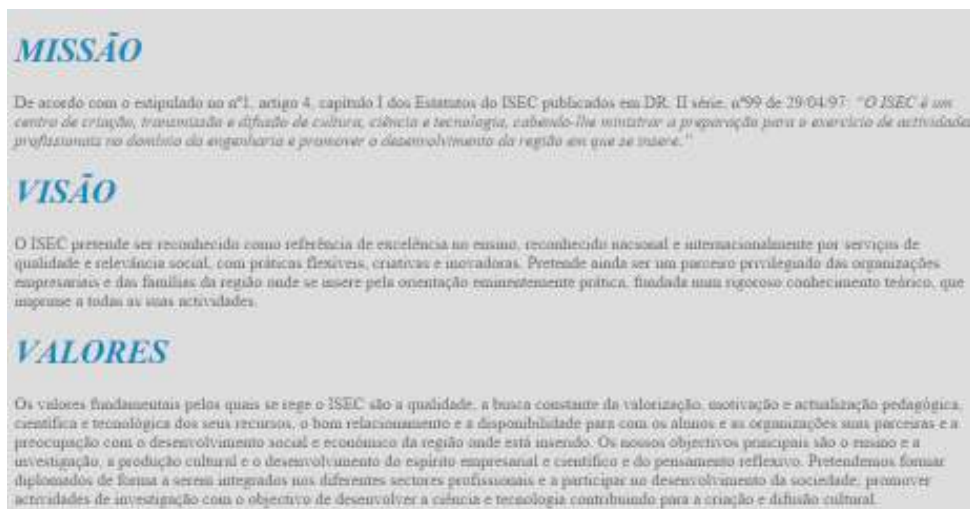 MISSÃO
De acordo com o estipulado no nº1, artigo 4, capítulo I dos Estatutos do ISEC publicados em DR, II série, nº99 de 29/04/97: "O ISEC é um
centro de criação, transmissão e difusão de cultura, ciência e tecnologia, cabendo-lhe ministrar a preparação para o exercício de actividades
profissionais no domínio da engenharia e promover o desenvolvimento da região em que se insere."
VISÃO
O ISEC pretende ser reconhecido como referência de excelência no ensino, reconhecido nacional e internacionalmente por serviços de
qualidade e relevância social, com práticas flexíveis, criativas e inovadoras. Pretende ainda ser um parceiro privilegiado das organizações
empresariais e das famílias da região onde se insere pela orientação eminentemente prática, fundada num rigoroso conhecimento teórico, que
imprime a todas as suas actividades.
VALORES
Os valores fundamentais pelos quais se rege o ISEC são a qualidade, a busca constante da valorização, motivação e actualização pedagógica,
científica e tecnológica dos seus recursos, o bom relacionamento e a disponibilidade para com os alunos e as organizações suas parceiras e a
preocupação com o desenvolvimento social e económico da região onde está inserido. Os nossos objectivos principais são o ensino e a
investigação, a produção cultural e o desenvolvimento do espírito empresarial e científico e do pensamento reflexivo. Pretendemos formar
diplomados de forma a serem integrados nos diferentes sectores profissionais e a participar no desenvolvimento da sociedade, promover
actividades de investigação com o objectivo de desenvolver a ciência e tecnologia contribuindo para a criação e difusão cultural.